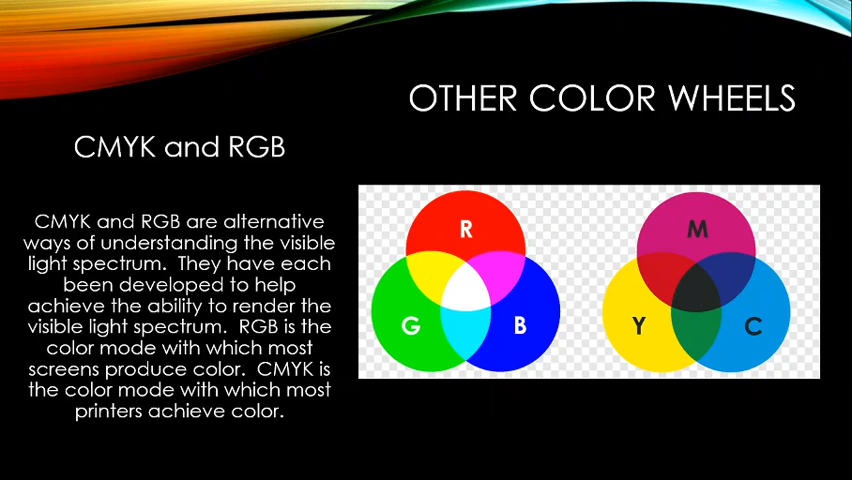 OTHER COLOR WHEELS
CMYK and RGB
CMYK and RGB are alternative
ways of understanding the visible
light spectrum.  They have each
been developed to help
achieve the ability to render the
visible light spectrum.  RGB is the
color mode with which most
screens produce color.  CMYK is
the color mode with which most
printers achieve color.
R
G
B
M
Y
C